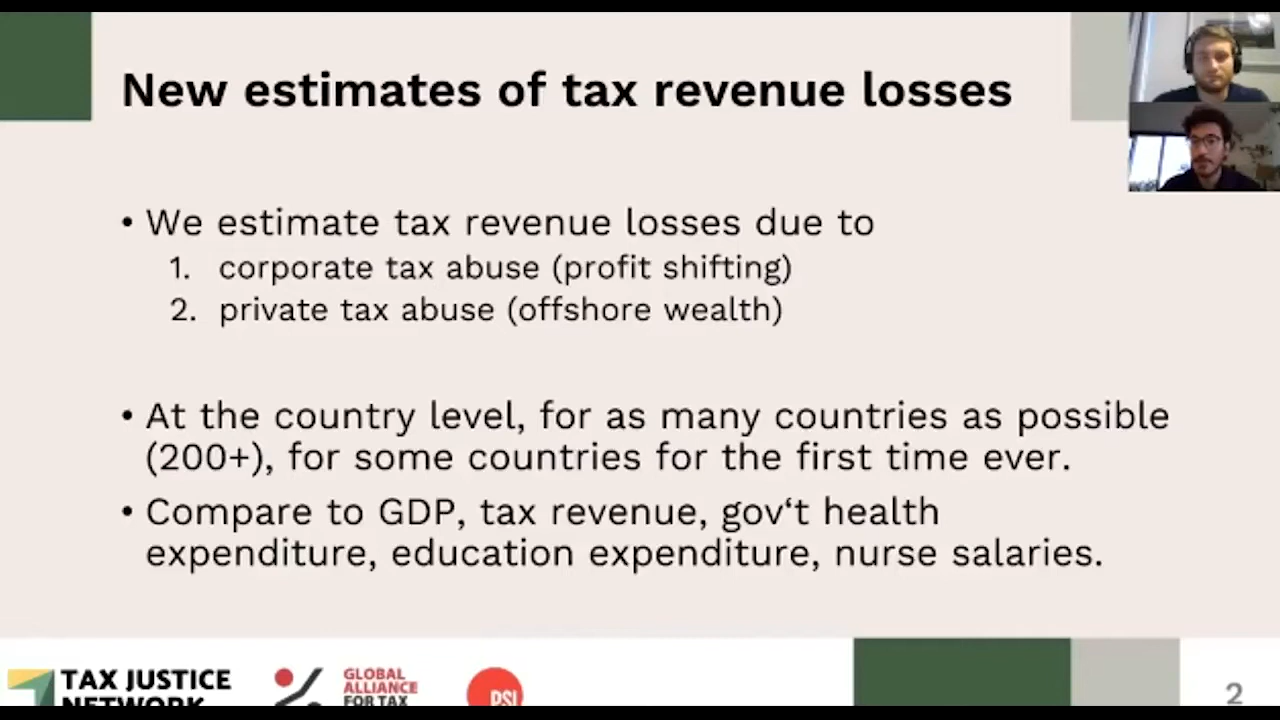 New estimates of tax revenue losses
• We estimate tax revenue losses due to
1. corporate tax abuse (profit shifting)
2. private tax abuse (offshore wealth)
• At the country level, for as many countries as possible
(200+), for some countries for the first time ever.
• Compare to GDP, tax revenue, gov‘t health
expenditure, education expenditure, nurse salaries.
TAX JUSTICE
NETWORK
GLOBAL
ALLIANCE
FOR TAX
PSI
2